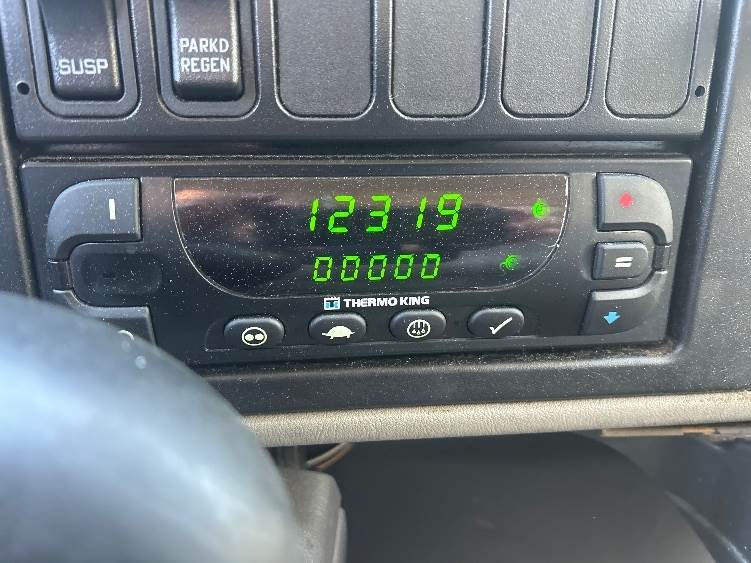 SUSP
PARKD
REGEN
I
12319
00000
THERMO KING
=